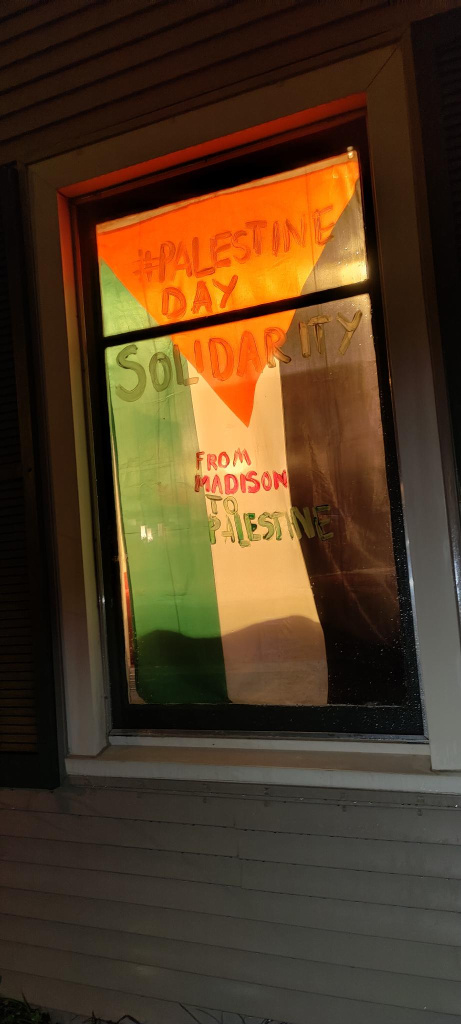 #PALESTINE
DAY
SOLIDARITY
FROM
MADISON
TO
PALESTINE